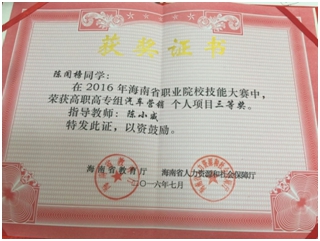 获奖证书
陈闰杨同学：
在2016年海南省职业院校技能大赛中，
荣获高职高专组汽车营销个人项目三等奖。
指导教师：陈小威
特发此证，以资鼓励。
海南省教育厅 海南省人力资源和社会保障厅
二○一六年七月